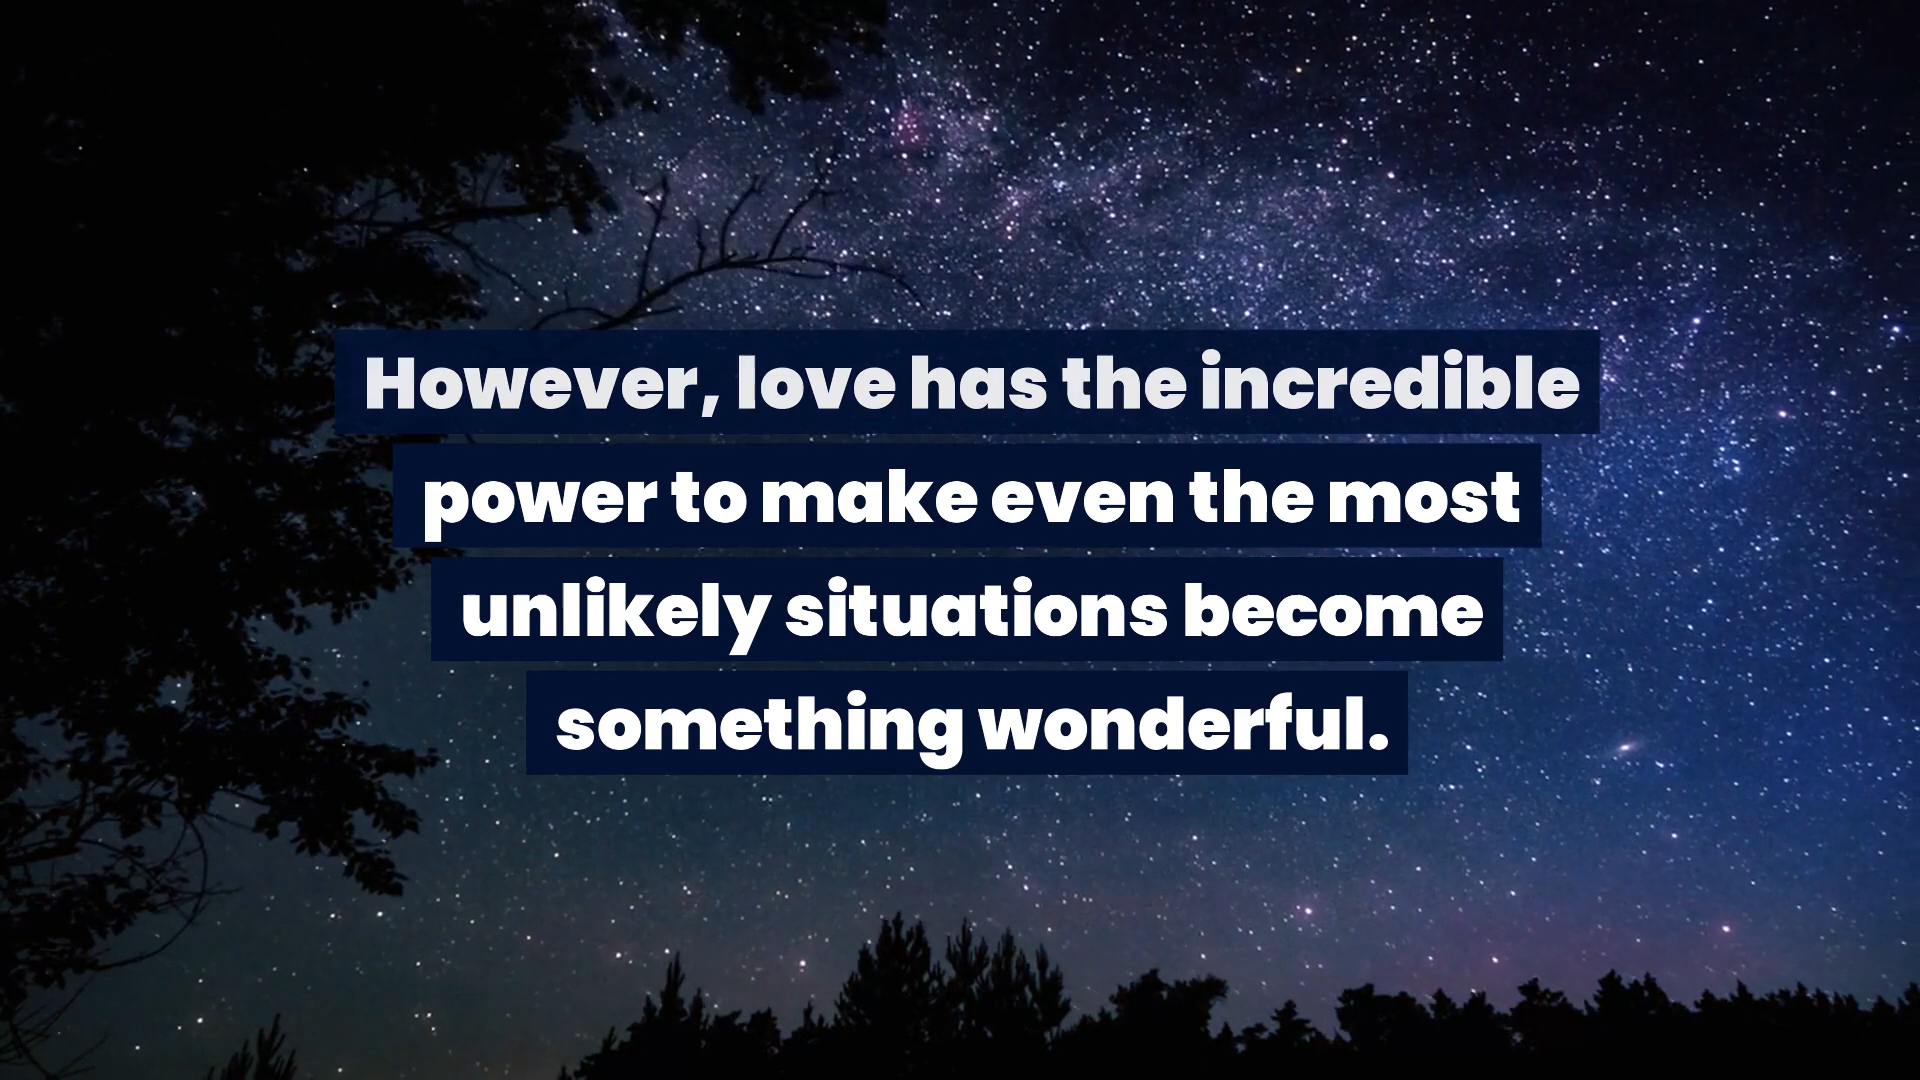 However, love has the incredible
power to make even the most
unlikely situations become
something wonderful.